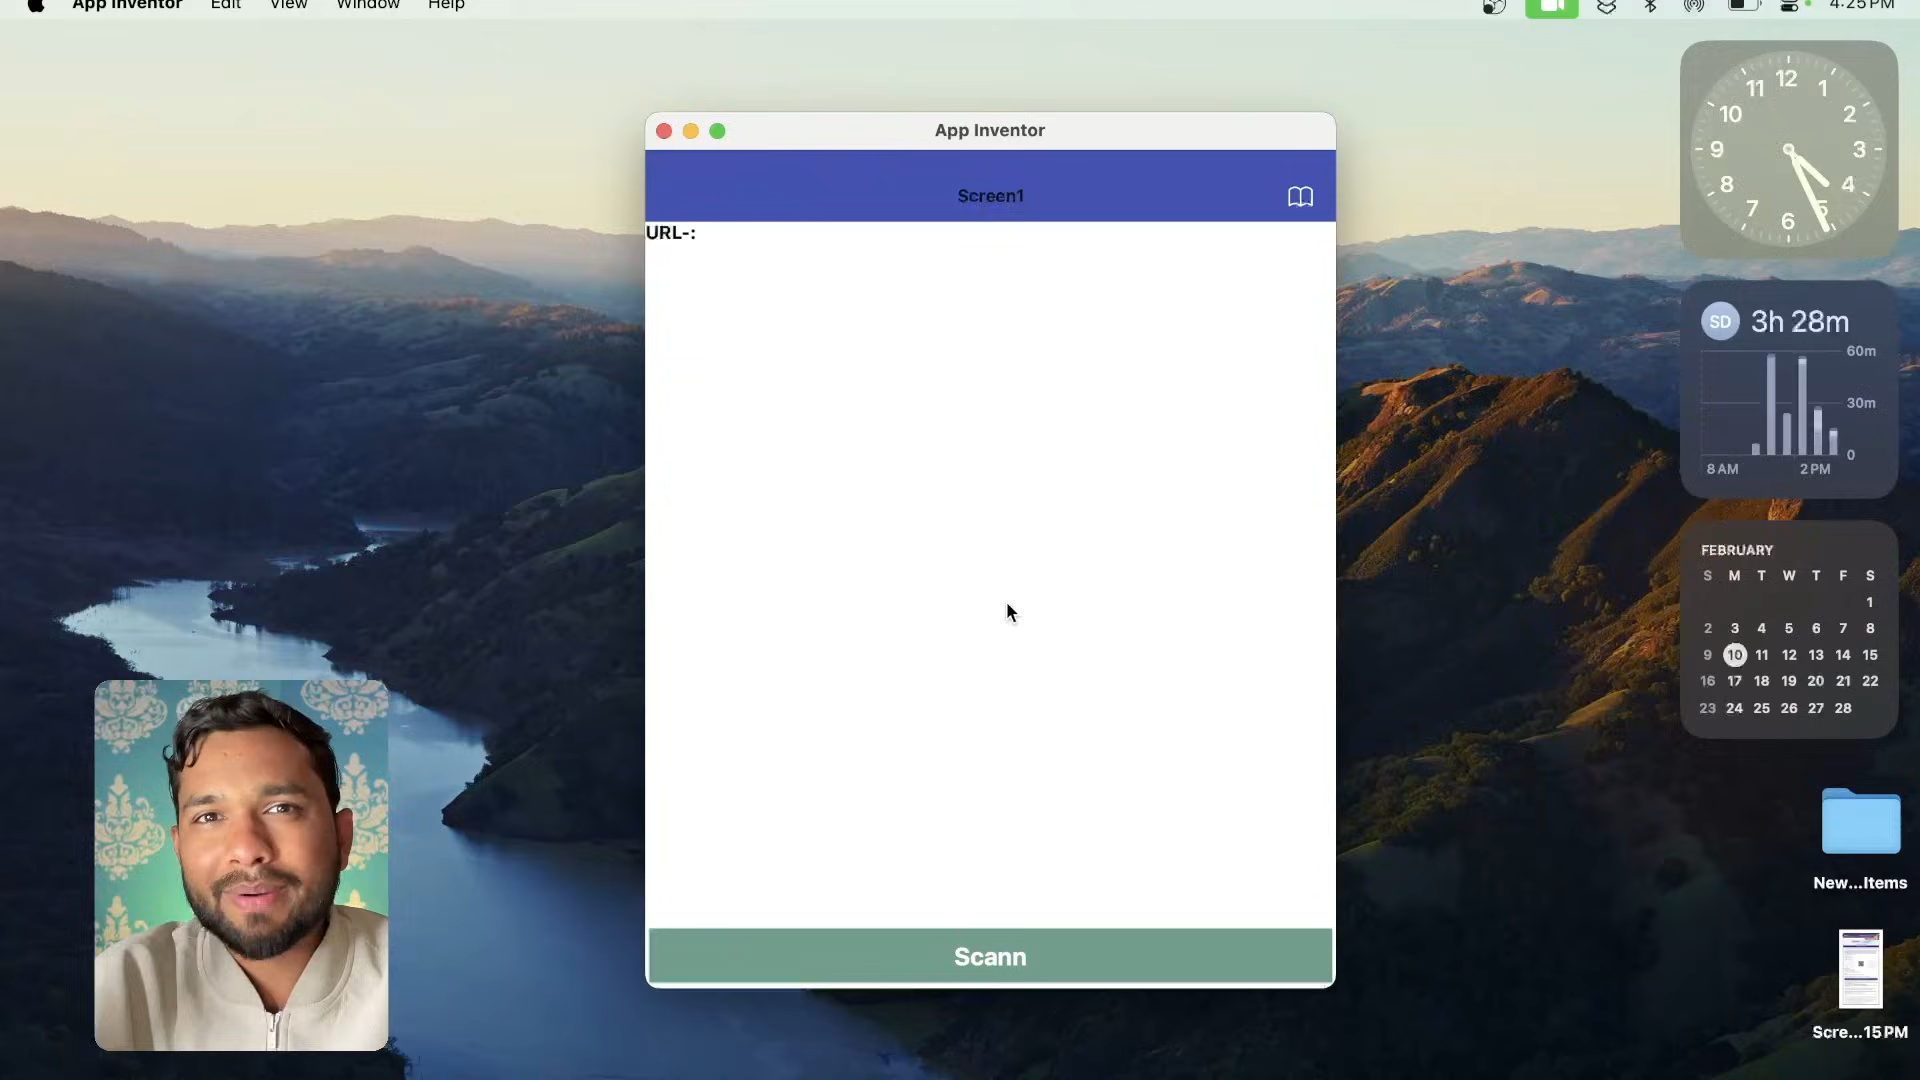 App Inventor Edit View Window Help 4:25 PM
App Inventor
Screen1
URL-:
Scann
12
11 1
10 2
9 3
8 4
7 5
6
SD 3h 28m
60m
30m
0
8 AM 2 PM
FEBRUARY
S M T W T F S
1
2 3 4 5 6 7 8
9 10 11 12 13 14 15
16 17 18 19 20 21 22
23 24 25 26 27 28
New...Items
Scre...15 PM